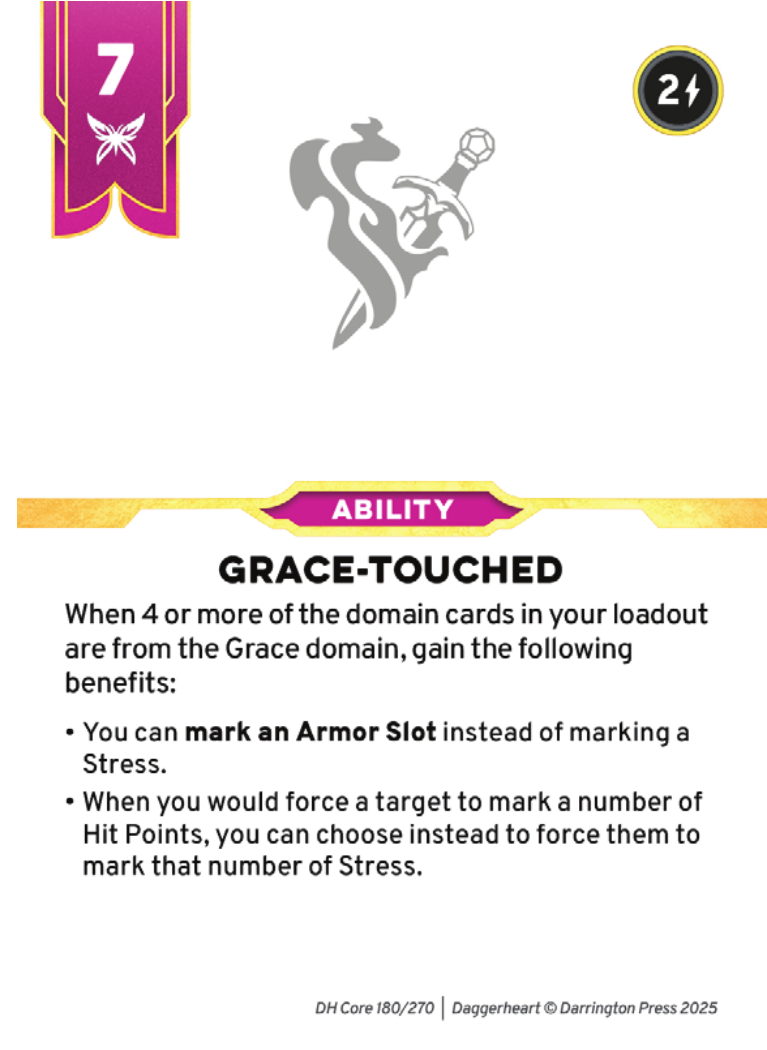 7
2
ABILITY
GRACE-TOUCHED
When 4 or more of the domain cards in your loadout
are from the Grace domain, gain the following
benefits:
• You can mark an Armor Slot instead of marking a
Stress.
• When you would force a target to mark a number of
Hit Points, you can choose instead to force them to
mark that number of Stress.
DH Core 180/270 | Daggerheart © Darrington Press 2025